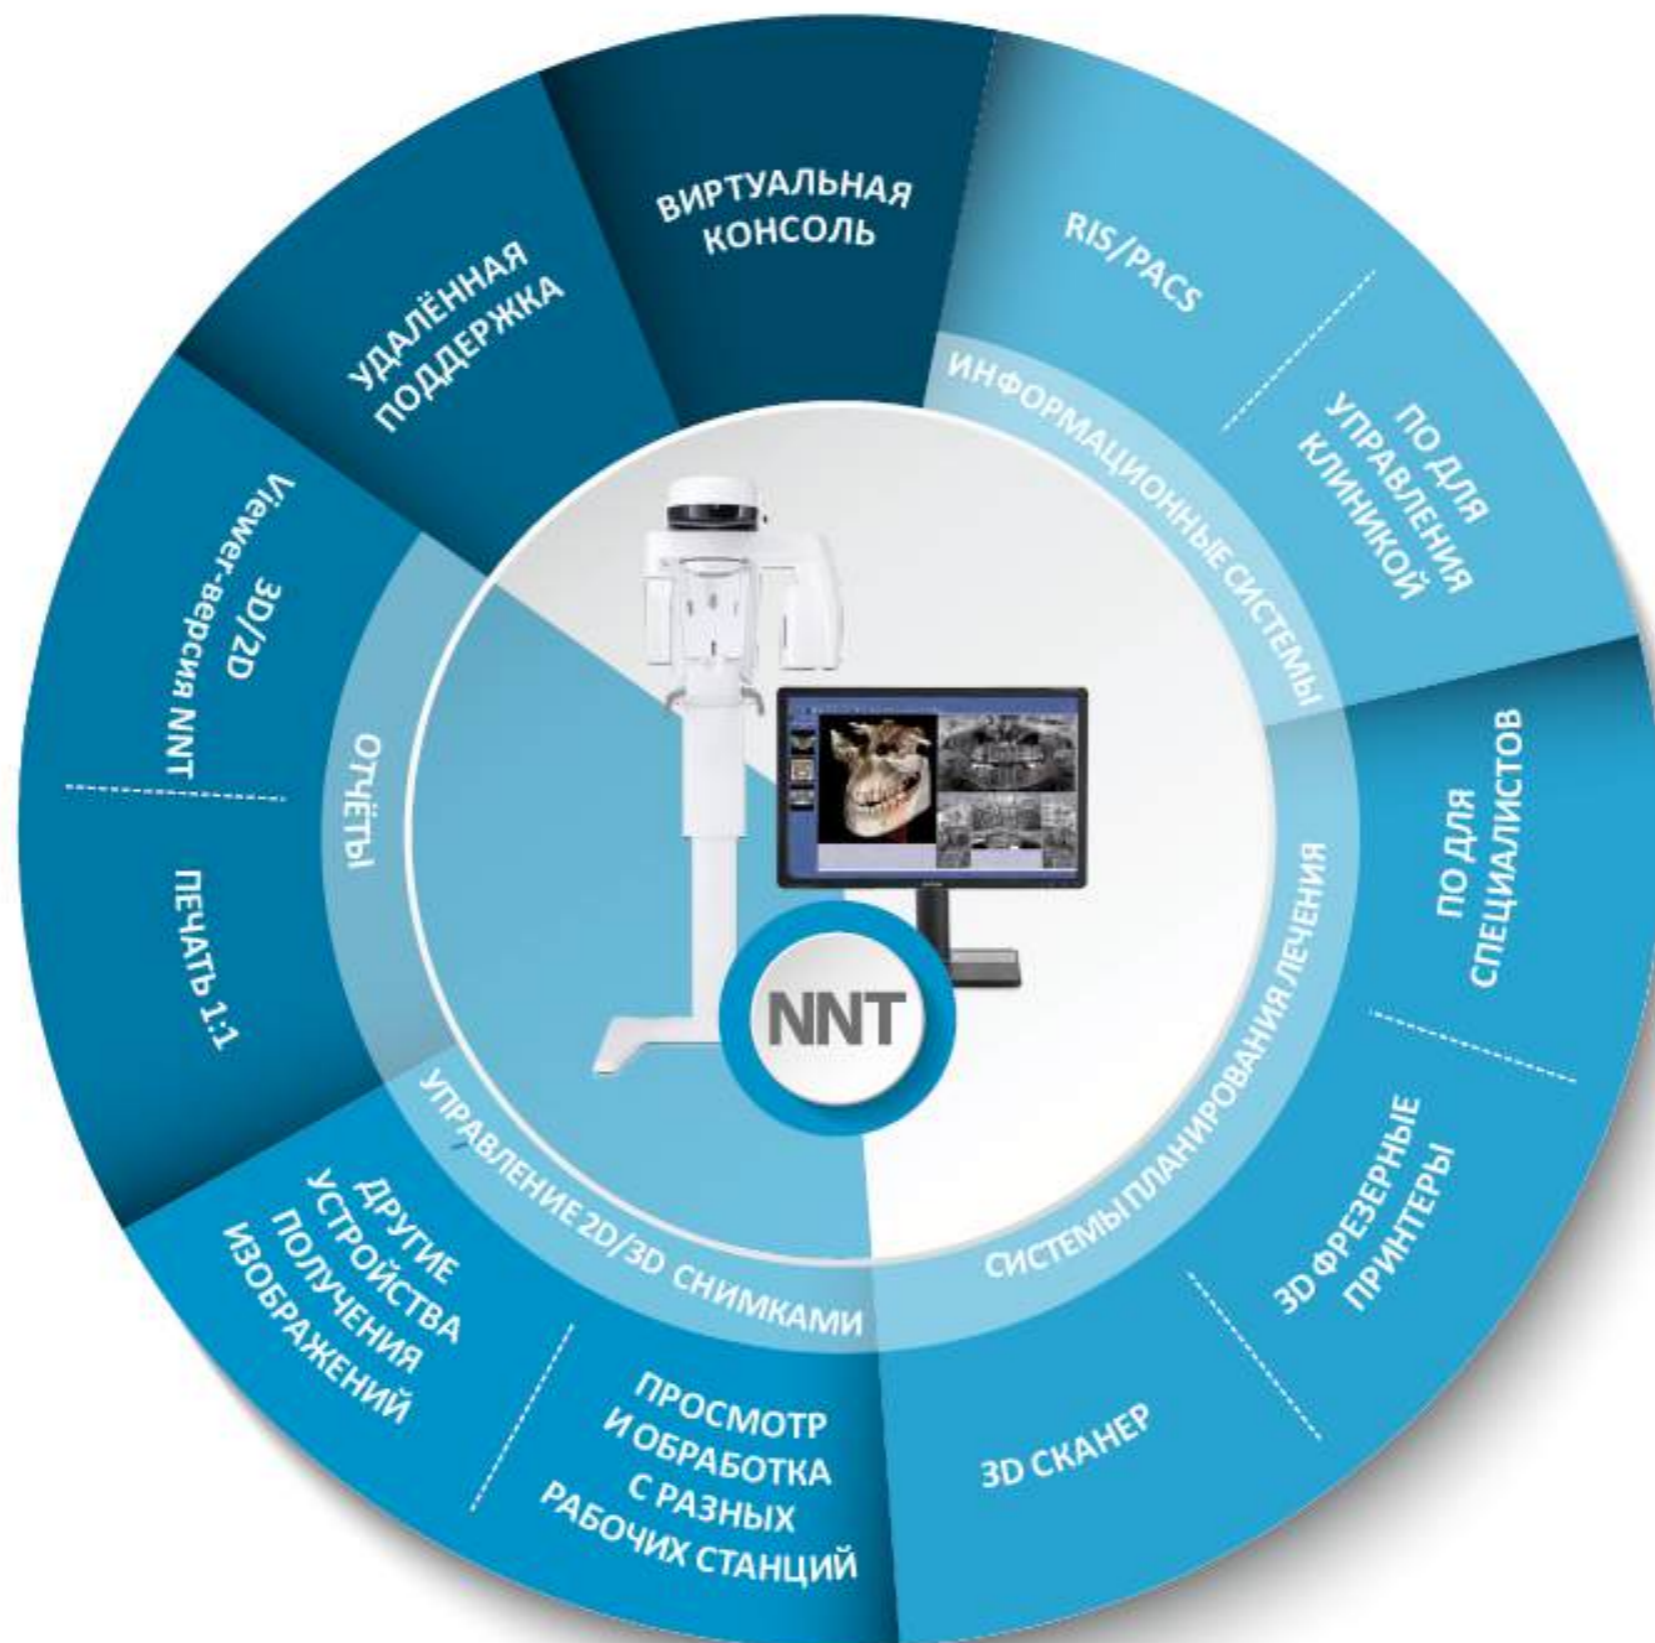 ВИРТУАЛЬНАЯ
КОНСОЛЬ
RIS/PACS
ПО ДЛЯ
УПРАВЛЕНИЯ
КЛИНИКОЙ
ИНФОРМАЦИОННЫЕ СИСТЕМЫ
ПО ДЛЯ
СПЕЦИАЛИСТОВ
3D ФРЕЗЕРНЫЕ
ПРИНТЕРЫ
3D СКАНЕР
СИСТЕМЫ ПЛАНИРОВАНИЯ ЛЕЧЕНИЯ
ПРОСМОТР
И ОБРАБОТКА
С РАЗНЫХ
РАБОЧИХ СТАНЦИЙ
ДРУГИЕ
УСТРОЙСТВА
ПОЛУЧЕНИЯ
ИЗОБРАЖЕНИЙ
УПРАВЛЕНИЕ 2D/3D СНИМКАМИ
ПЕЧАТЬ 1:1
3D/2D
Viewer-версия NNT
ОТЧЁТЫ
УДАЛЁННАЯ
ПОДДЕРЖКА
NNT